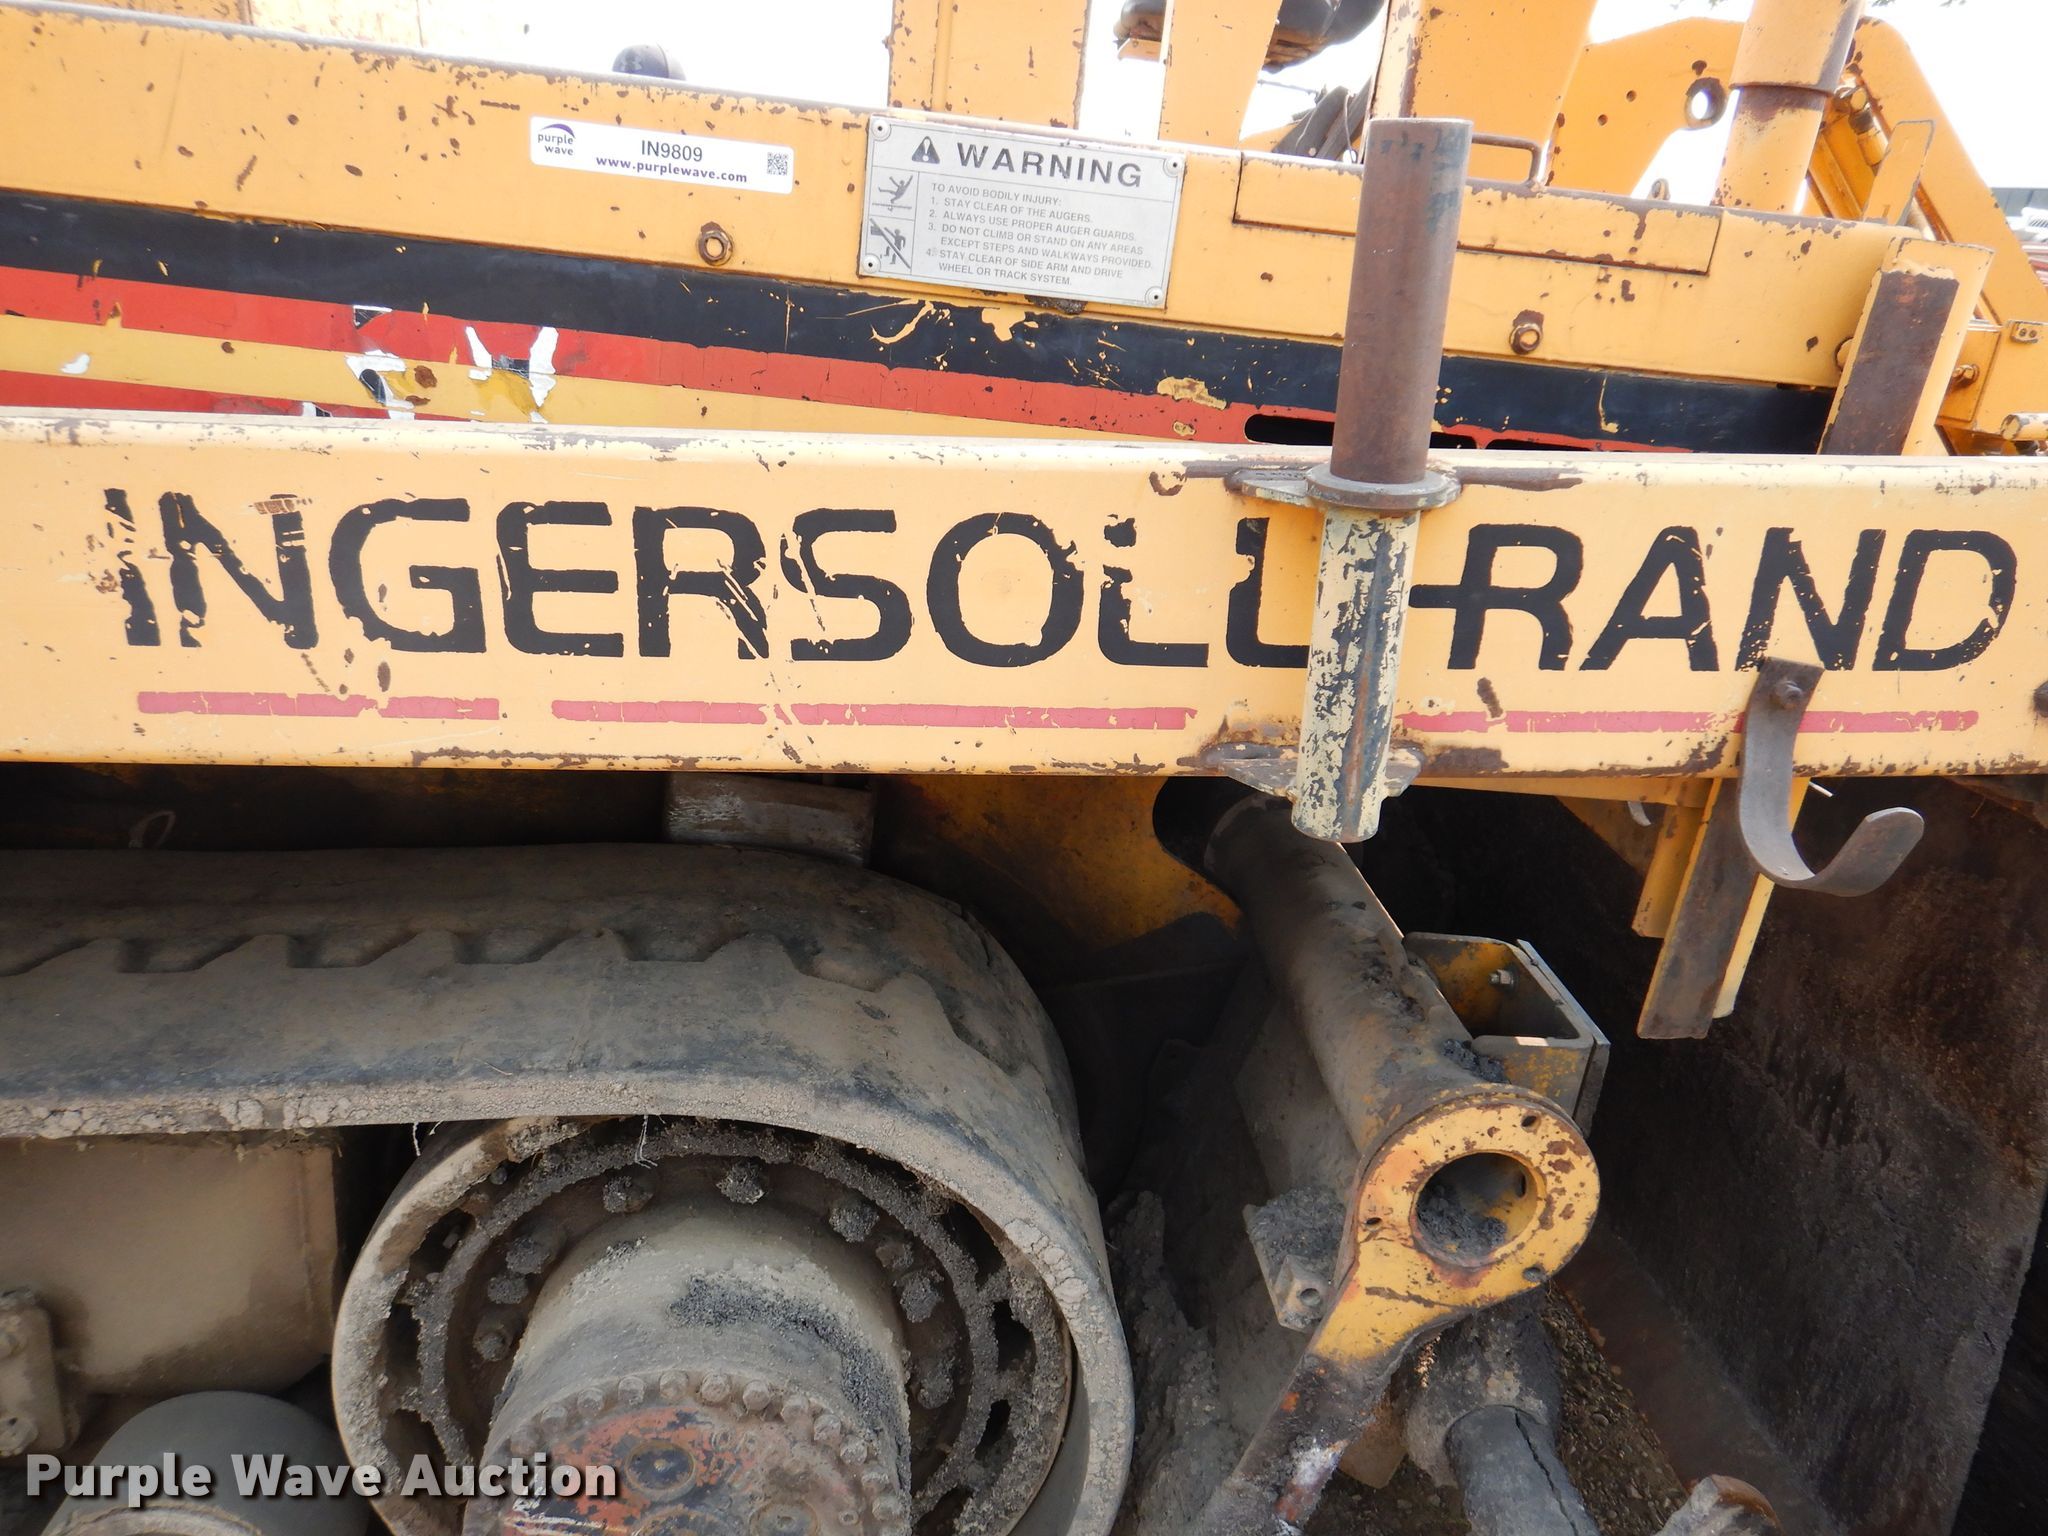 purple
wave
IN9809
www.purplewave.com
WARNING
TO AVOID BODILY INJURY:
1. STAY CLEAR OF THE AUGERS.
2. ALWAYS USE PROPER AUGER GUARDS.
3. DO NOT CLIMB OR STAND ON ANY AREAS
EXCEPT STEPS AND WALKWAYS PROVIDED.
4. STAY CLEAR OF SIDE ARM AND DRIVE
WHEEL OR TRACK SYSTEM.
INGERSOLL-RAND
Purple Wave Auction